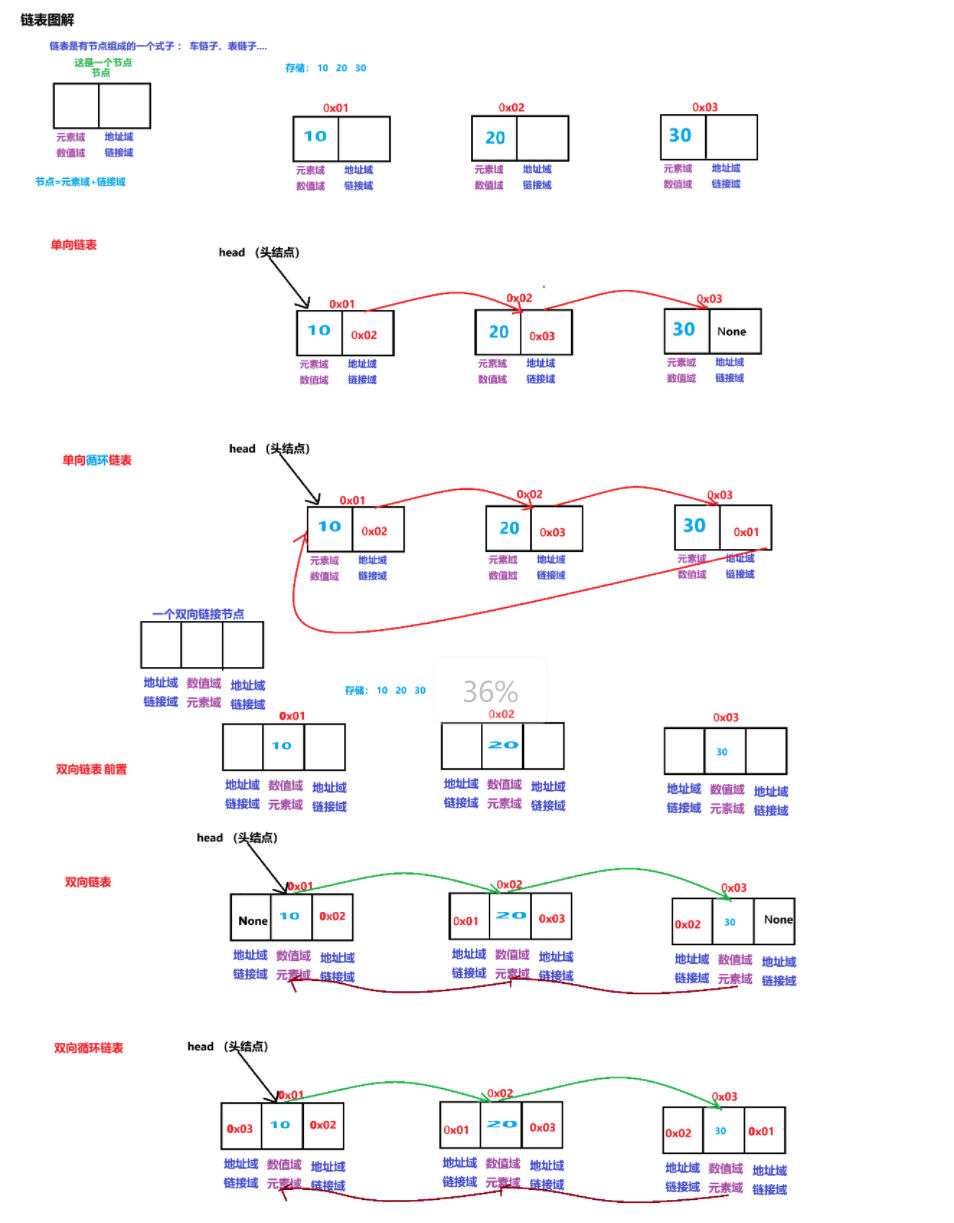 链表图解
链表是有节点组成的一个式子： 车链子、表链子....
这是一个节点
节点
存储： 10 20 30
0x01 0x02 0x03
10 20 30
元素域 地址域 元素域 地址域 元素域 地址域 元素域 地址域
数值域 链接域 数值域 链接域 数值域 链接域 数值域 链接域
节点=元素域+链接域
单向链表
head （头结点）
0x01 0x02 0x03
10 0x02 20 0x03 30 None
元素域 地址域 元素域 地址域 元素域 地址域
数值域 链接域 数值域 链接域 数值域 链接域
单向循环链表
head （头结点）
0x01 0x02 0x03
10 0x02 20 0x03 30 0x01
元素域 地址域 元素域 地址域 元素域 地址域
数值域 链接域 数值域 链接域 数值域 链接域
一个双向链接节点
地址域 数值域 地址域
链接域 元素域 链接域
存储： 10 20 30
36%
0x01 0x02 0x03
10 20 30
双向链表 前置
地址域 数值域 地址域 地址域 数值域 地址域 地址域 数值域 地址域
链接域 元素域 链接域 链接域 元素域 链接域 链接域 元素域 链接域
head （头结点）
双向链表
0x01 0x02 0x03
None 10 0x02 0x01 20 0x03 0x02 30 None
地址域 数值域 地址域 地址域 数值域 地址域 地址域 数值域 地址域
链接域 元素域 链接域 链接域 元素域 链接域 链接域 元素域 链接域
双向循环链表
head （头结点）
0x01 0x02 0x03
0x03 10 0x02 0x01 20 0x03 0x02 30 0x01
地址域 数值域 地址域 地址域 数值域 地址域 地址域 数值域 地址域
链接域 元素域 链接域 链接域 元素域 链接域 链接域 元素域 链接域